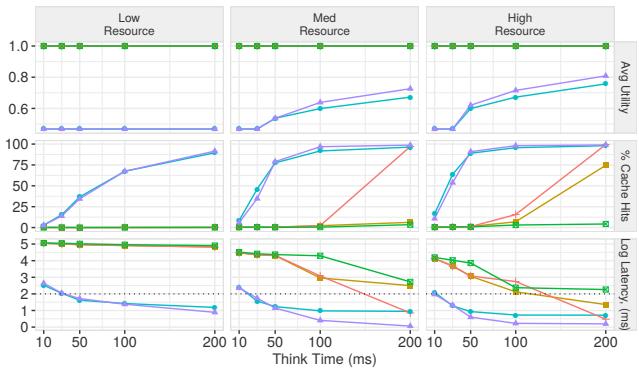 Low
Resource
Med
Resource
High
Resource
1.0
0.8
0.6
Avg Utility
100
75
50
25
0
% Cache Hits
5
4
3
2
1
0
Log Latency, (ms)
10 50 100 200 10 50 100 200 10 50 100 200
Think Time (ms)